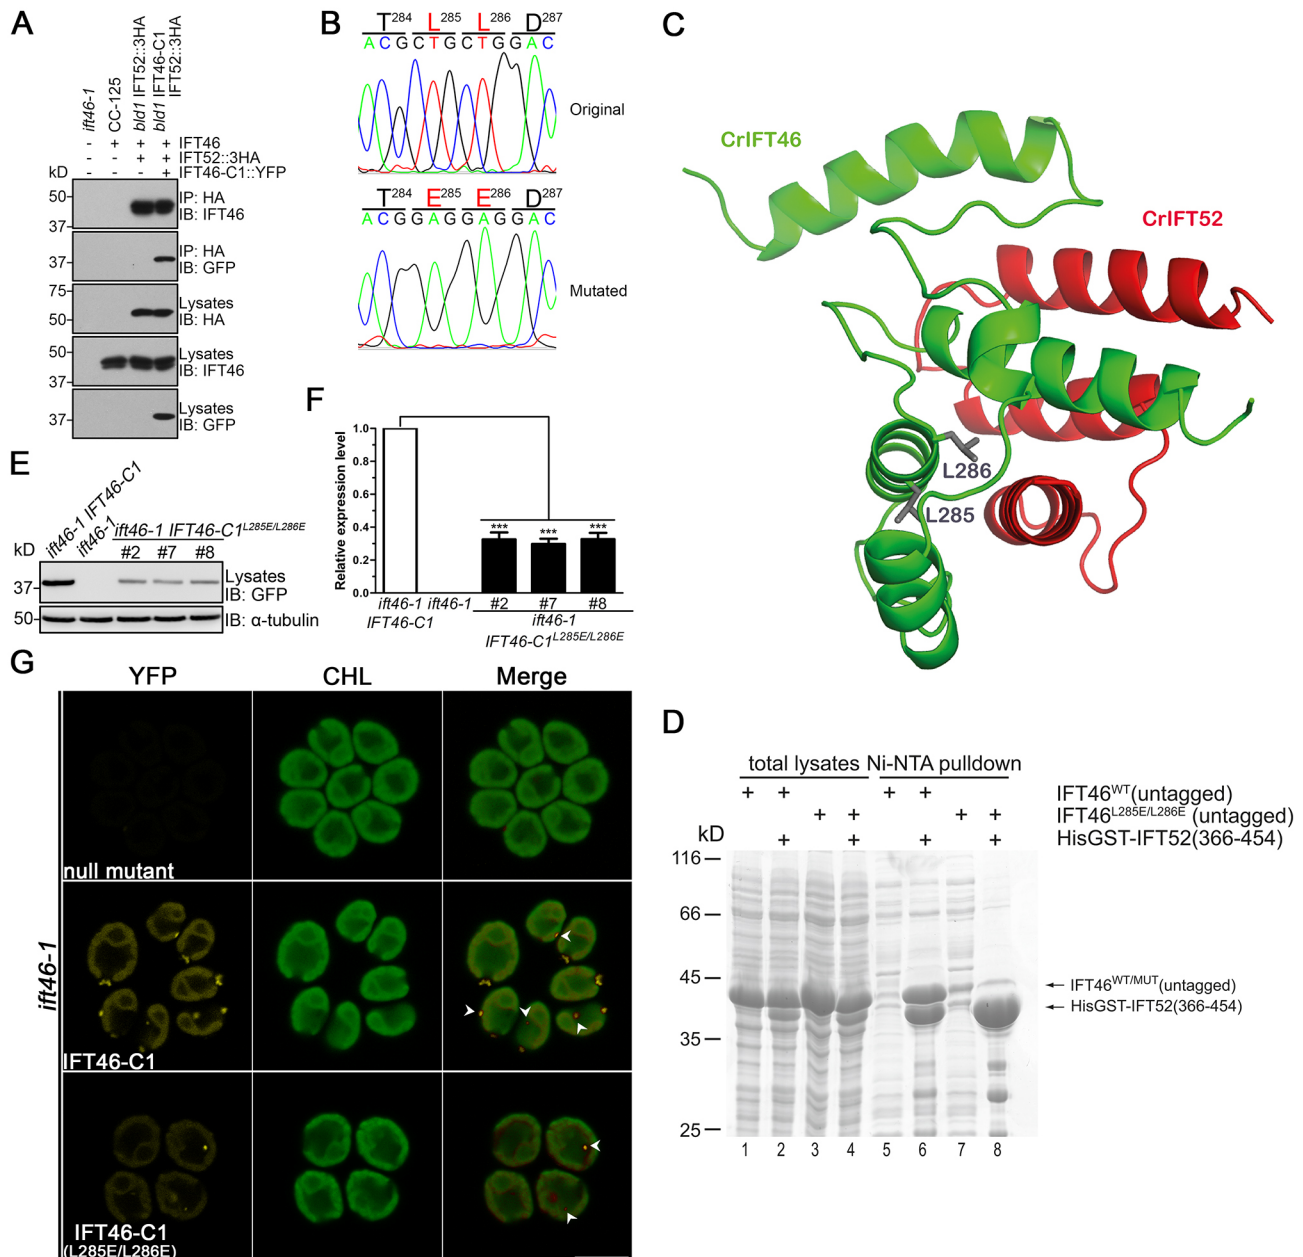 A
ift46-1
CC-125
bld1 IFT52::3HA
bld1 IFT46-C1
IFT52::3HA
- + + + IFT46
- - + + IFT52::3HA
- - - + IFT46-C1::YFP
kD
50
37
IP: HA
IB: IFT46
37
IP: HA
IB: GFP
75
50
Lysates
IB: HA
50
37
Lysates
IB: IFT46
37
Lysates
IB: GFP
B
T284 L285 L286 D287
A C G C T G C T G G A C
Original
T284 E285 E286 D287
A C G G A G G A G G A C
Mutated
C
CrIFT46
CrIFT52
L286
L285
E
ift46-1 IFT46-C1
ift46-1
ift46-1 IFT46-C1L285E/L286E
kD
#2 #7 #8
37
Lysates
IB: GFP
50
IB: α-tubulin
F
Relative expression level
1.0
0.8
0.6
0.4
0.2
0.0
*** *** ***
ift46-1
IFT46-C1
ift46-1
#2 #7 #8
ift46-1
IFT46-C1L285E/L286E
G
YFP CHL Merge
ift46-1
null mutant
IFT46-C1
IFT46-C1
(L285E/L286E)
D
total lysates Ni-NTA pulldown
+ + + + IFT46WT(untagged)
+ + + + IFT46L285E/L286E (untagged)
+ + + + HisGST-IFT52(366-454)
kD
116
66
45
35
25
IFT46WT/MUT(untagged)
HisGST-IFT52(366-454)
1 2 3 4 5 6 7 8